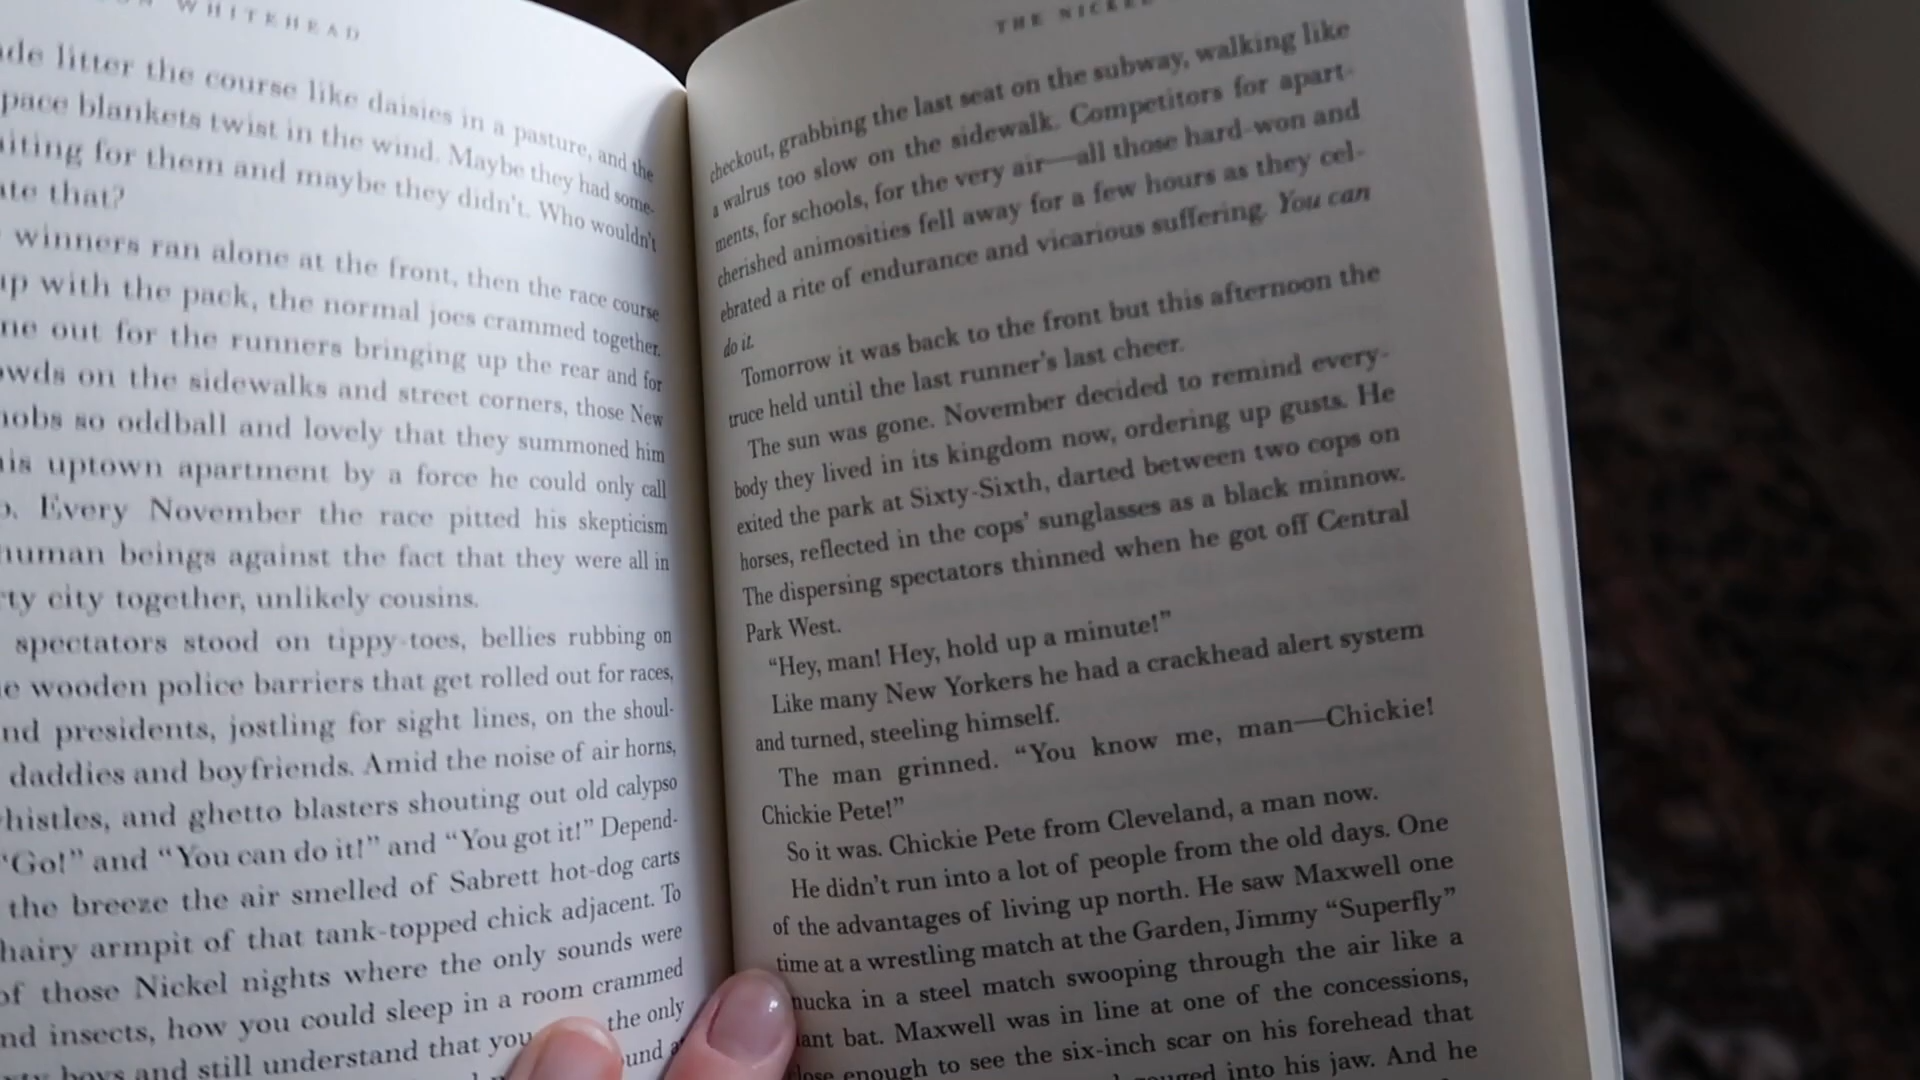 WHITEHEAD
litter the course like daisies in a pasture, and the
pace blankets twist in the wind. Maybe they had some-
iting for them and maybe they didn't. Who wouldn't
ate that?
winners ran alone at the front, then the race course
up with the pack, the normal joes crammed together.
me out for the runners bringing up the rear and for
owds on the sidewalks and street corners, those New
mobs so oddball and lovely that they summoned him
is uptown apartment by a force he could only call
p. Every November the race pitted his skepticism
human beings against the fact that they were all in
rty city together, unlikely cousins.
spectators stood on tippy-toes, bellies rubbing on
e wooden police barriers that get rolled out for races,
nd presidents, jostling for sight lines, on the shoul-
daddies and boyfriends. Amid the noise of air horns,
histles, and ghetto blasters shouting out old calypso
"Go!" and "You can do it!" and "You got it!" Depend-
the breeze the air smelled of Sabrett hot-dog carts
hairy armpit of that tank-topped chick adjacent. To
of those Nickel nights where the only sounds were
nd insects, how you could sleep in a room crammed
boys and still understand that you the only
THE NICKEL
checkout, grabbing the last seat on the subway, walking like
a walrus too slow on the sidewalk. Competitors for apart-
ments, for schools, for the very air—all those hard-won and
cherished animosities fell away for a few hours as they cel-
ebrated a rite of endurance and vicarious suffering. You can
do it.
Tomorrow it was back to the front but this afternoon the
truce held until the last runner's last cheer.
The sun was gone. November decided to remind every-
body they lived in its kingdom now, ordering up gusts. He
exited the park at Sixty-Sixth, darted between two cops on
horses, reflected in the cops' sunglasses as a black minnow.
The dispersing spectators thinned when he got off Central
Park West.
"Hey, man! Hey, hold up a minute!"
Like many New Yorkers he had a crackhead alert system
and turned, steeling himself.
The man grinned. "You know me, man—Chickie!
Chickie Pete!"
So it was. Chickie Pete from Cleveland, a man now.
He didn't run into a lot of people from the old days. One
of the advantages of living up north. He saw Maxwell one
time at a wrestling match at the Garden, Jimmy "Superfly"
nucka in a steel match swooping through the air like a
ant bat. Maxwell was in line at one of the concessions,
close enough to see the six-inch scar on his forehead that
gouged into his jaw. And he